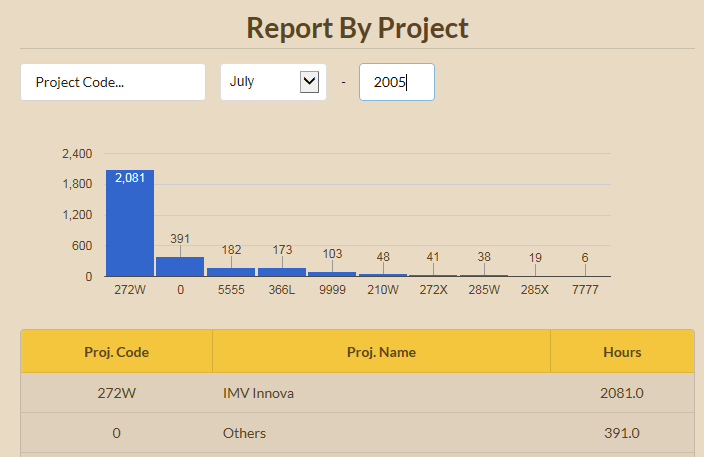 Report By Project
Project Code... July - 2005
2,400
1,800
1,200
600
0
2,081 391 182 173 103 48 41 38 19 6
272W 0 5555 366L 9999 210W 272X 285W 285X 7777
Proj. Code Proj. Name Hours
272W IMV Innova 2081.0
0 Others 391.0